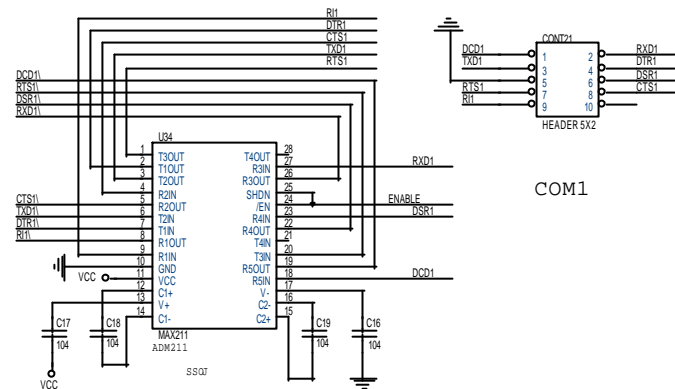 RI1
DTR1
CTS1
TXD1
RTS1
DCD1\
RTS1\
DSR1\
RXD1\
U34
1 T3OUT T4OUT 28
2 T1OUT R3IN 27 RXD1
3 T2OUT R3OUT 26
4 R2IN SHDN 25
CTS1\ 5 R2OUT /EN 24 ENABLE
TXD1\ 6 T2IN R4IN 23 DSR1
DTR1\ 7 T1IN R4OUT 22
RI1\ 8 R1OUT T4IN 21
9 R1IN T3IN 20
10 GND R5OUT 19
VCC 11 VCC R5IN 18 DCD1
12 C1+ V- 17
13 V+ C2- 16
14 C1- C2+ 15
MAX211
ADM211
SSOJ
C17
104
C18
104
C19
104
C16
104
VCC
CONT21
DCD1 1 2 RXD1
TXD1 3 4 DTR1
5 6 DSR1
RTS1 7 8 CTS1
RI1 9 10
HEADER 5X2
COM1